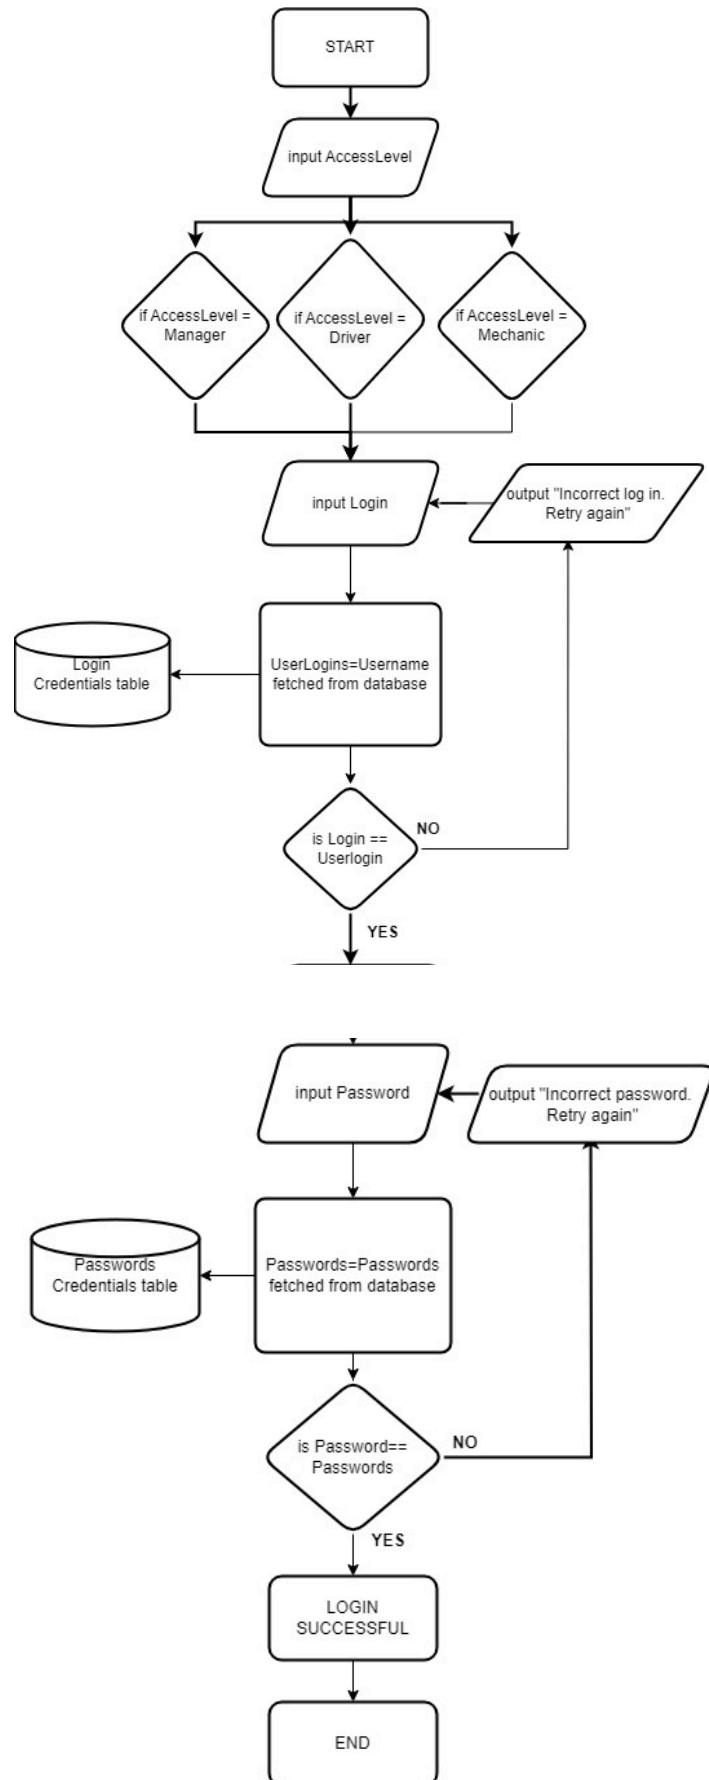 START
input AccessLevel
if AccessLevel =
Manager
if AccessLevel =
Driver
if AccessLevel =
Mechanic
input Login
output "Incorrect log in.
Retry again"
UserLogins=Username
fetched from database
Login
Credentials table
is Login ==
Userlogin
NO
YES
input Password
output "Incorrect password.
Retry again"
Passwords=Passwords
fetched from database
Passwords
Credentials table
is Password==
Passwords
NO
YES
LOGIN
SUCCESSFUL
END